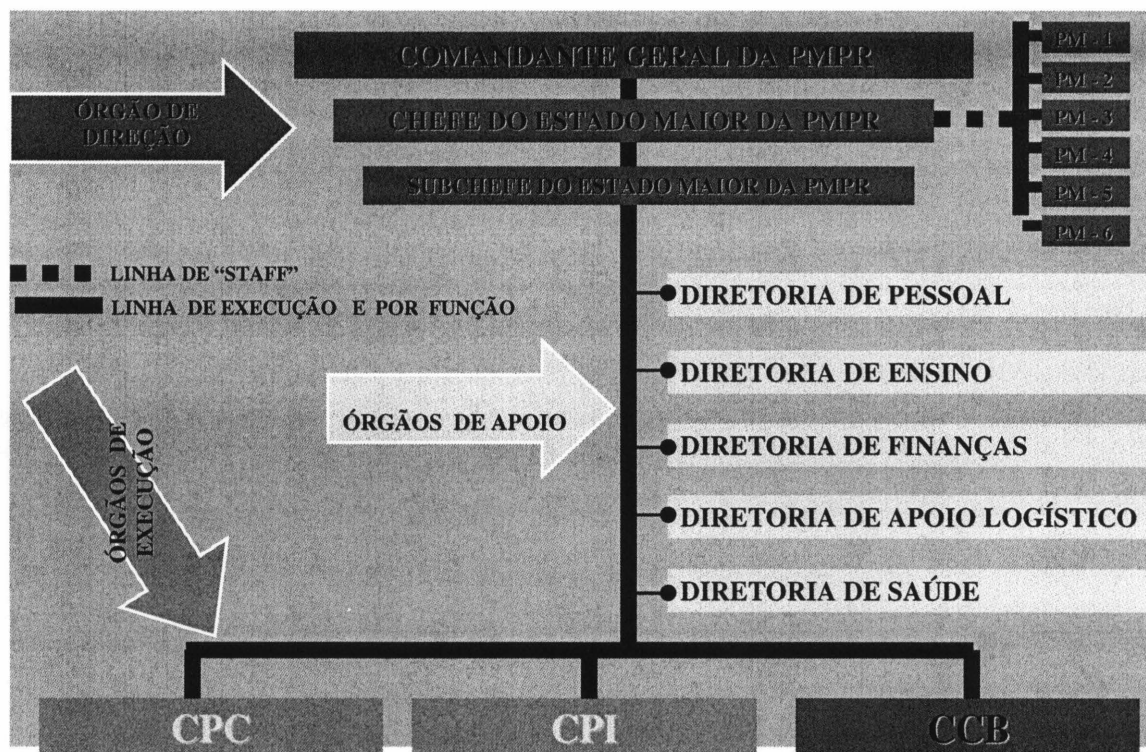 COMANDANTE GERAL DA PMPR
CHEFE DO ESTADO MAIOR DA PMPR
SUBCHEFE DO ESTADO MAIOR DA PMPR
PM - 1
PM - 2
PM - 3
PM - 4
PM - 5
PM - 6
ÓRGÃO DE
DIREÇÃO
LINHA DE “STAFF”
LINHA DE EXECUÇÃO E POR FUNÇÃO
DIRETORIA DE PESSOAL
DIRETORIA DE ENSINO
ÓRGÃOS DE APOIO
DIRETORIA DE FINANÇAS
DIRETORIA DE APOIO LOGÍSTICO
DIRETORIA DE SAÚDE
ÓRGÃOS DE
EXECUÇÃO
CPC
CPI
CCB